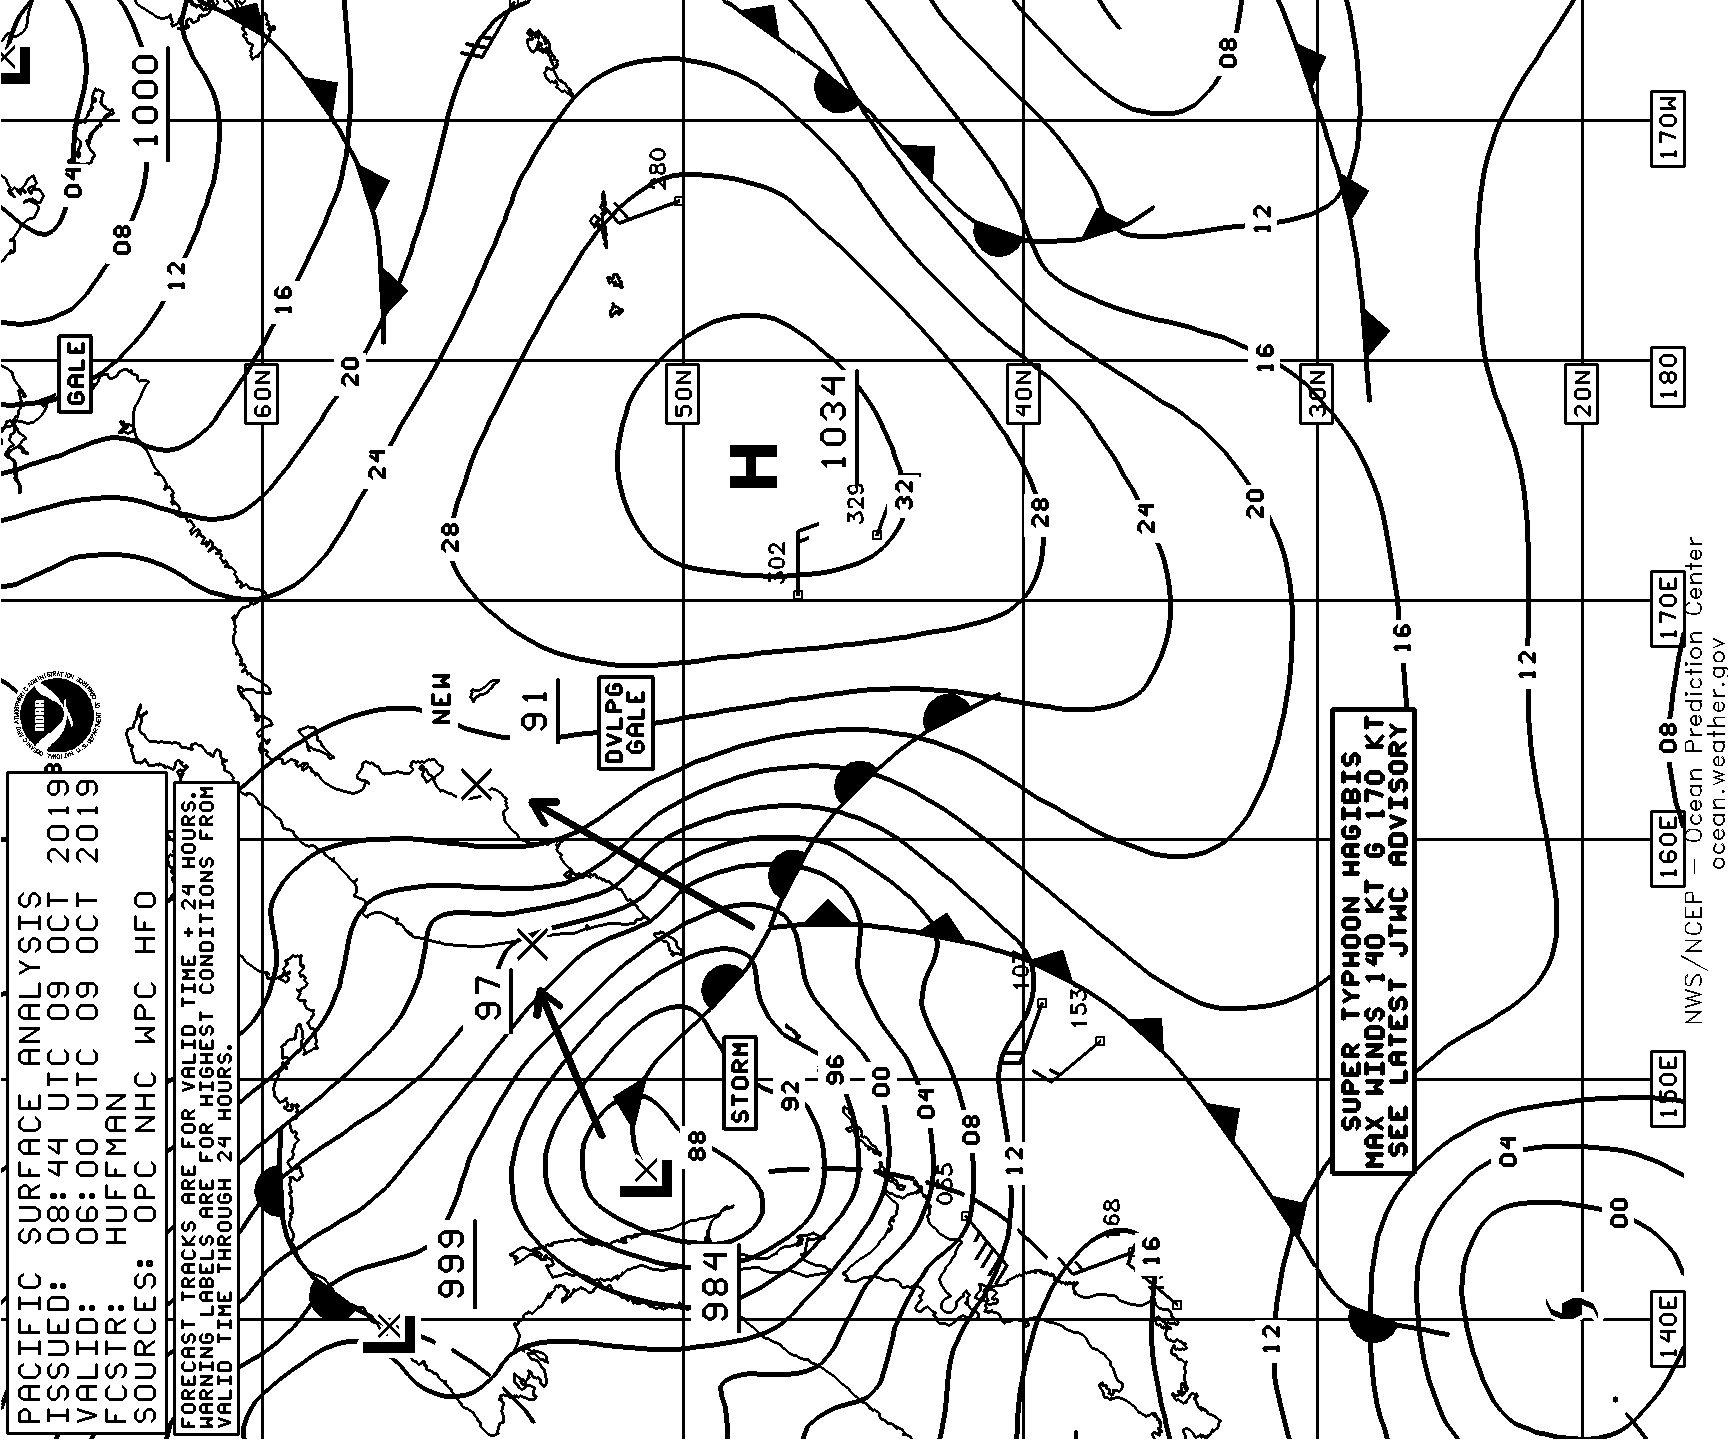 PACIFIC SURFACE ANALYSIS
ISSUED: 08:44 UTC 09 OCT 2019
VALID: 06:00 UTC 09 OCT 2019
FCSTR: HUFFMAN
SOURCES: OPC NHC WPC HFO
FORECAST TRACKS ARE FOR VALID TIME + 24 HOURS.
WARNING LABELS ARE FOR HIGHEST CONDITIONS FROM
VALID TIME THROUGH 24 HOURS.
GALE
1000
L
04
08
12
16
20
24
28
60N
50N
40N
30N
20N
280
H
1034
329
32
302
08
12
16
28
24
20
16
12
08
170W
180
170E
160E
150E
140E
NEW
91
DVLPG
GALE
97
999
L
L
984
STORM
88
92
96
00
04
08
12
107
153
055
68
16
12
SUPER TYPHOON HAGIBIS
MAX WINDS 140 KT G 170 KT
SEE LATEST JTWC ADVISORY
04
00
NWS/NCEP – Ocean Prediction Center
ocean.weather.gov